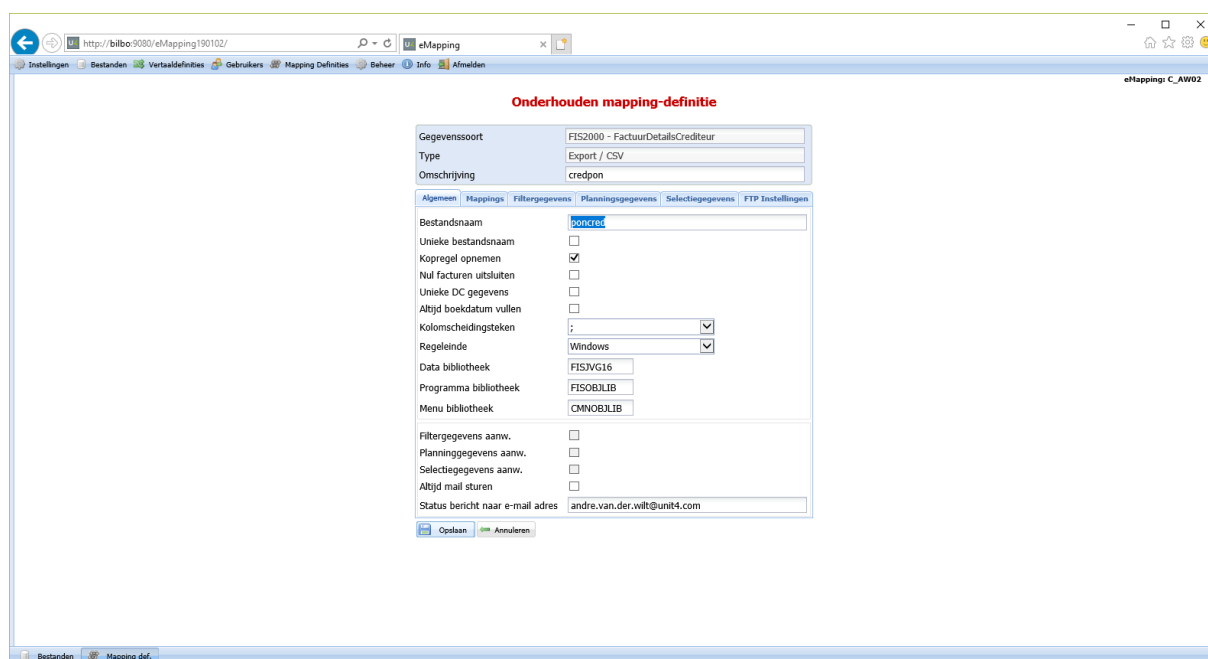 http://bilbo:9080/eMapping190102/
eMapping
Instellingen Bestanden Vertaaldefinities Gebruikers Mapping Definities Beheer Info Afmelden
eMapping: C_AW02
Onderhouden mapping-definitie
Gegevenssoort FIS2000 - FactuurDetailsCrediteur
Type Export / CSV
Omschrijving credpon
Algemeen Mappings Filtergegevens Planningsgegevens Selectiegegevens FTP Instellingen
Bestandsnaam poncred
Unieke bestandsnaam
Kopregel opnemen
Nul facturen uitsluiten
Unieke DC gegevens
Altijd boekdatum vullen
Kolomscheidingsteken ;
Regeleinde Windows
Data bibliotheek FISJVG16
Programma bibliotheek FISOBJLIB
Menu bibliotheek CMNOBJLIB
Filtergegevens aanw.
Planninggegevens aanw.
Selectiegegevens aanw.
Altijd mail sturen
Status bericht naar e-mail adres andre.van.der.wilt@unit4.com
Opslaan Annuleren
Bestanden Mapping def.